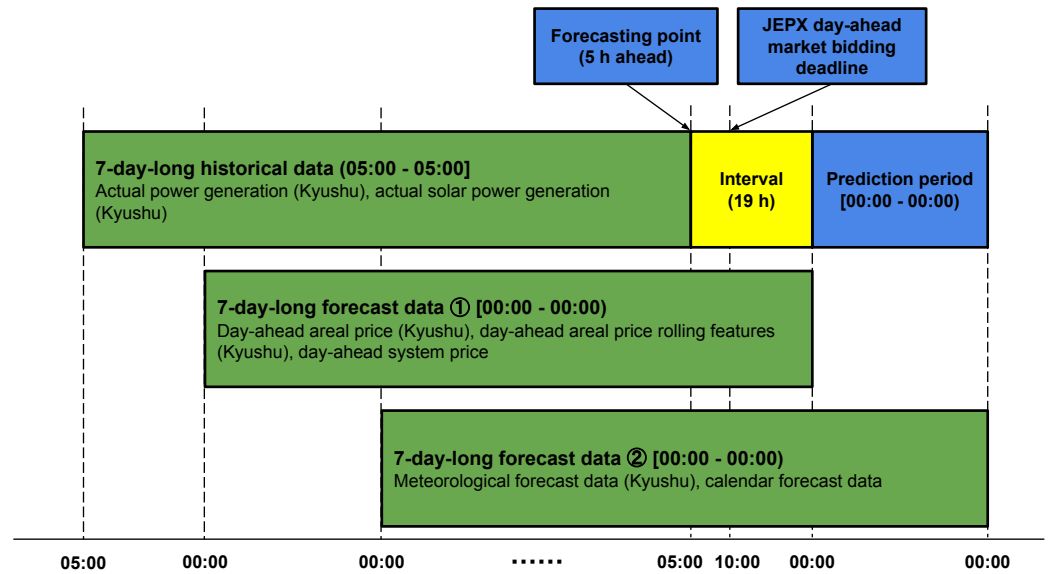 Forecasting point
(5 h ahead)
JEPX day-ahead
market bidding
deadline
7-day-long historical data (05:00 - 05:00]
Actual power generation (Kyushu), actual solar power generation
(Kyushu)
Interval
(19 h)
Prediction period
[00:00 - 00:00)
7-day-long forecast data ① [00:00 - 00:00)
Day-ahead areal price (Kyushu), day-ahead areal price rolling features
(Kyushu), day-ahead system price
7-day-long forecast data ② [00:00 - 00:00)
Meteorological forecast data (Kyushu), calendar forecast data
05:00 00:00 00:00 ...... 05:00 10:00 00:00 00:00